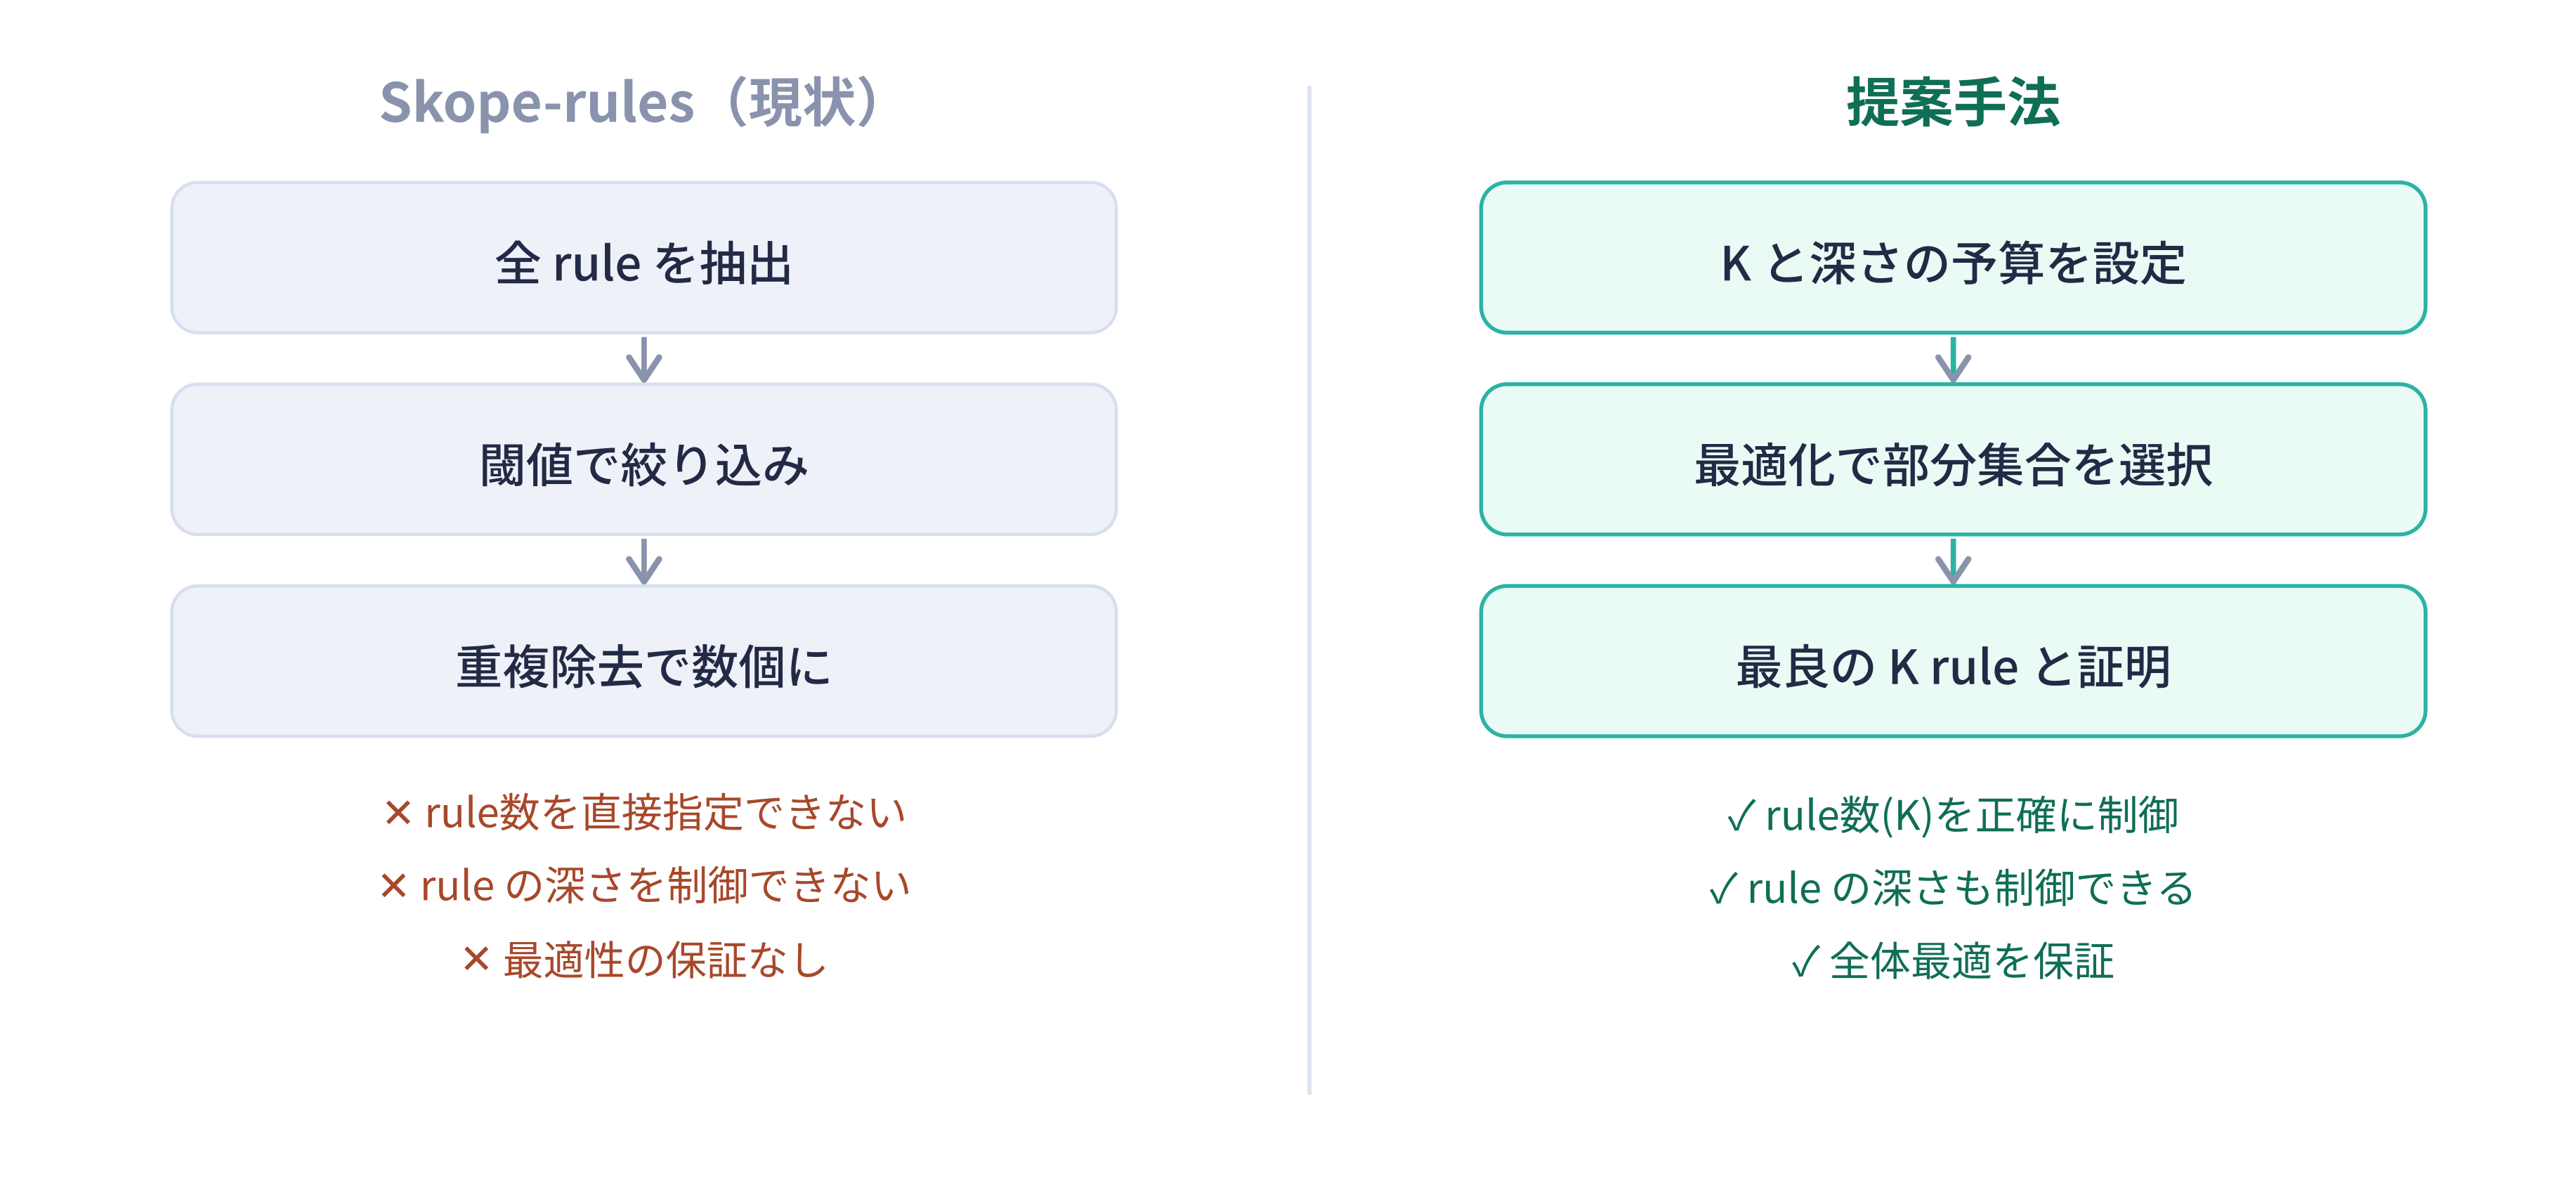 Skope-rules（現状）
全 rule を抽出
閾値で絞り込み
重複除去で数個に
✕ rule数を直接指定できない
✕ rule の深さを制御できない
✕ 最適性の保証なし
提案手法
K と深さの予算を設定
最適化で部分集合を選択
最良の K rule と証明
✓ rule数(K)を正確に制御
✓ rule の深さも制御できる
✓ 全体最適を保証